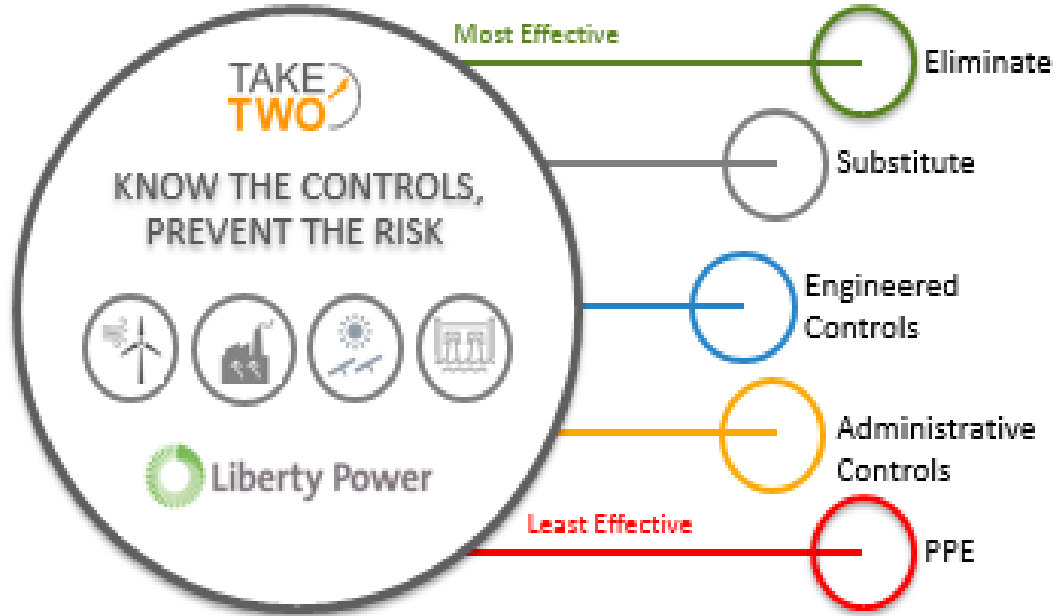 TAKE
TWO
KNOW THE CONTROLS,
PREVENT THE RISK
Liberty Power
Most Effective
Eliminate
Substitute
Engineered
Controls
Administrative
Controls
Least Effective
PPE